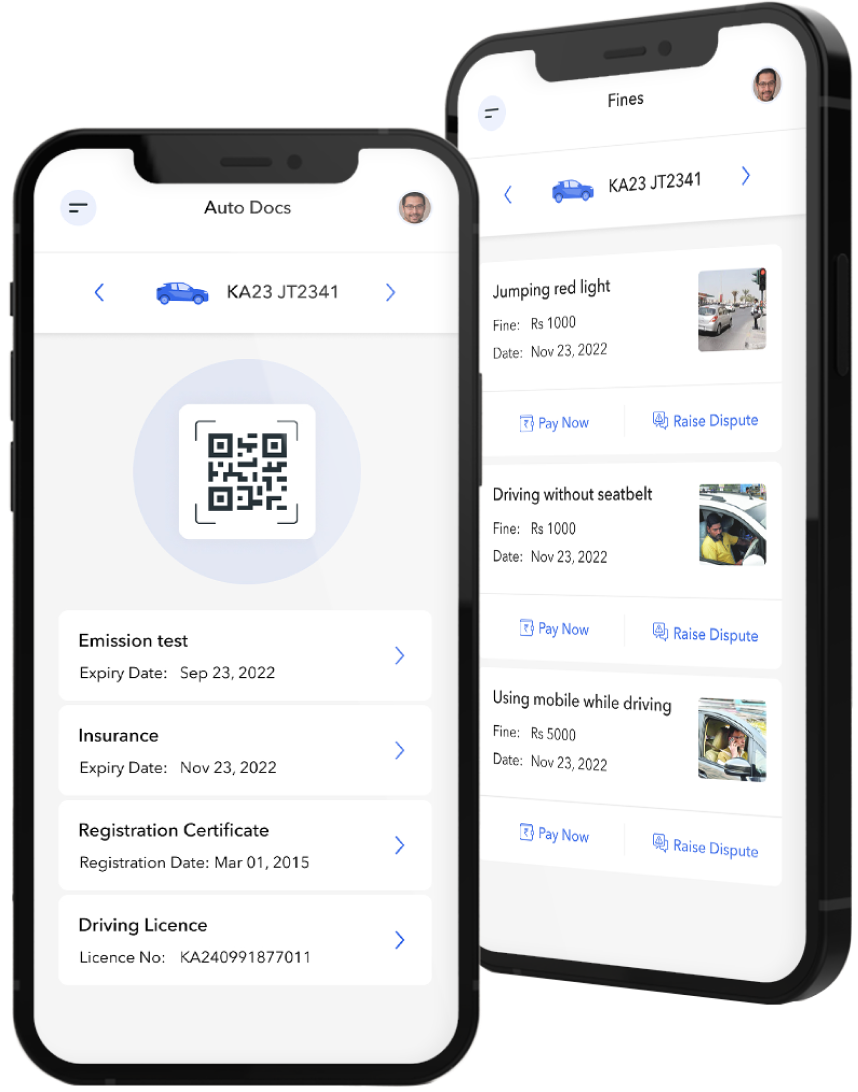 Auto Docs
KA23 JT2341
Emission test
Expiry Date: Sep 23, 2022
Insurance
Expiry Date: Nov 23, 2022
Registration Certificate
Registration Date: Mar 01, 2015
Driving Licence
Licence No: KA240991877011
Fines
KA23 JT2341
Jumping red light
Fine: Rs 1000
Date: Nov 23, 2022
₹ Pay Now Raise Dispute
Driving without seatbelt
Fine: Rs 1000
Date: Nov 23, 2022
₹ Pay Now Raise Dispute
Using mobile while driving
Fine: Rs 5000
Date: Nov 23, 2022
₹ Pay Now Raise Dispute